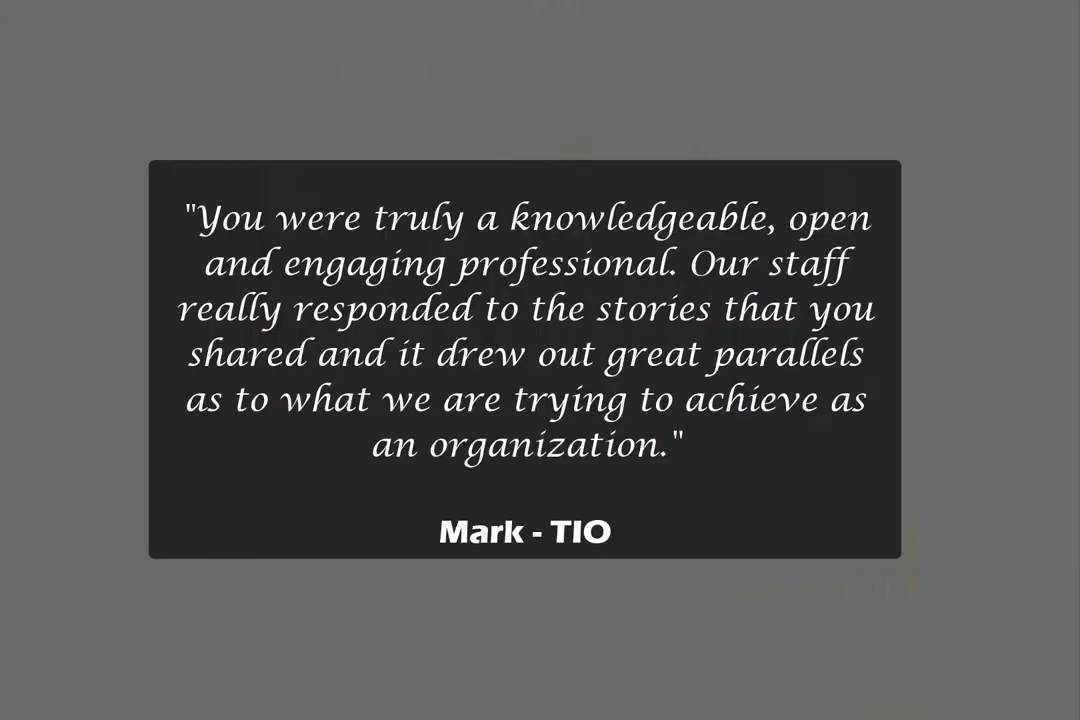 "You were truly a knowledgeable, open
and engaging professional. Our staff
really responded to the stories that you
shared and it drew out great parallels
as to what we are trying to achieve as
an organization."
Mark - TIO